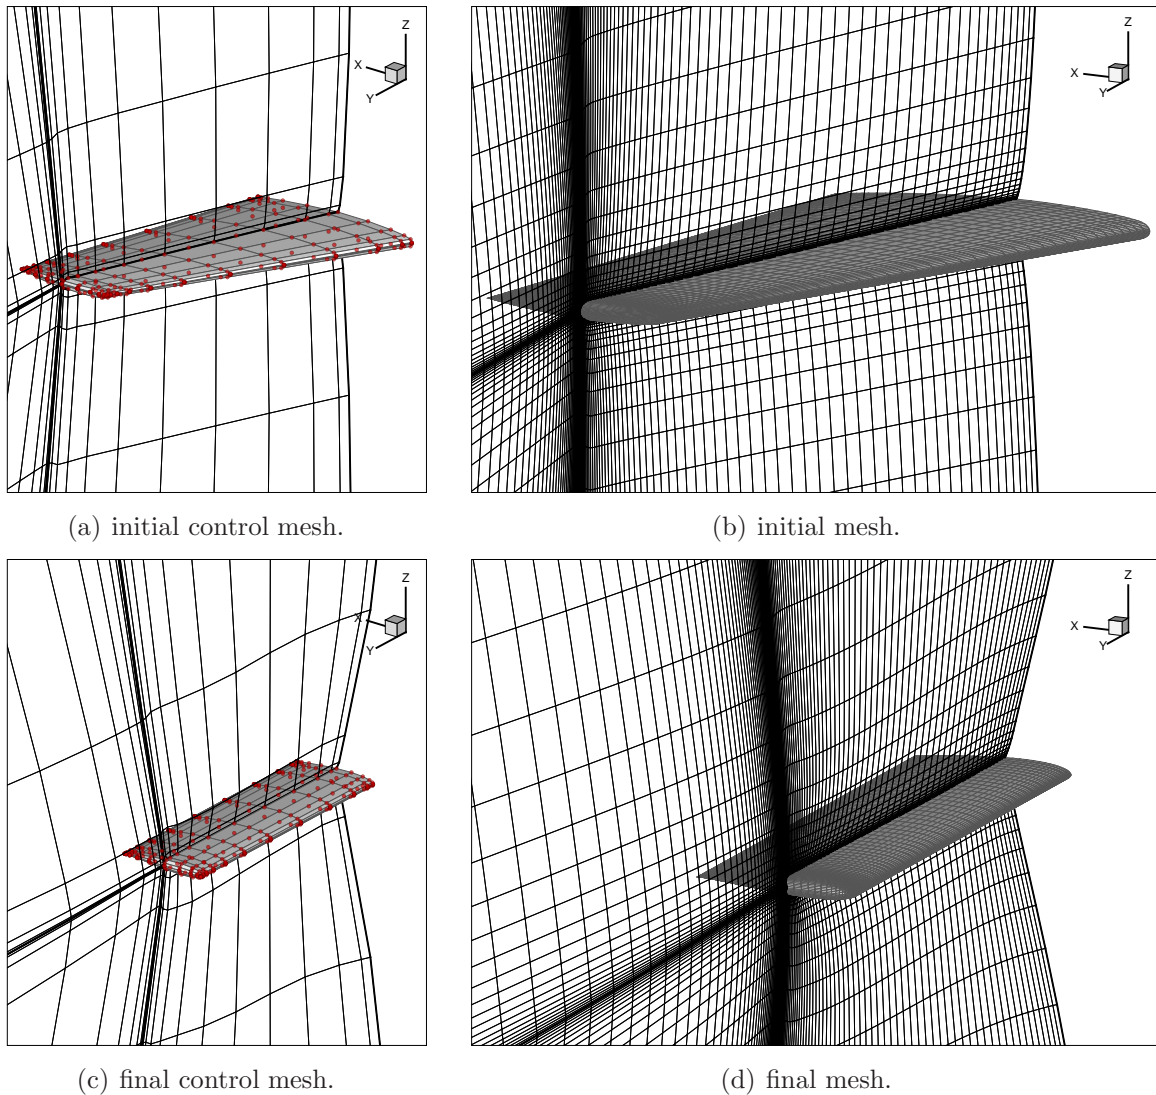 Z
X
Y
Z
X
Y
(a) initial control mesh.
(b) initial mesh.
Z
X
Y
Z
X
Y
(c) final control mesh.
(d) final mesh.